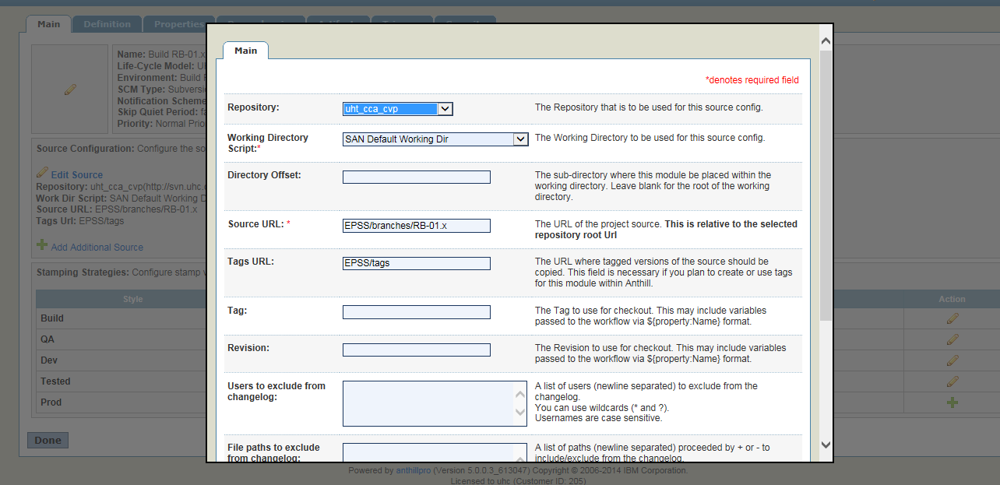 Main
Definition
Properties
Name: Build RB-01.x
Life-Cycle Model:
Environment: Build
SCM Type: Subversi
Notification Scheme
Skip Quiet Period: fa
Priority: Normal Prio
Source Configuration: Configure the so
Edit Source
Repository: uht_cca_cvp(http://svn.uhc.
Work Dir Script: SAN Default Working D
Source URL: EPSS/branches/RB-01.x
Tags Url: EPSS/tags
Add Additional Source
Stamping Strategies: Configure stamp
Style
Action
Build
QA
Dev
Tested
Prod
Done
Main
*denotes required field
Repository:
uht_cca_cvp
The Repository that is to be used for this source config.
Working Directory
Script:*
SAN Default Working Dir
The Working Directory to be used for this source config.
Directory Offset:
The sub-directory where this module be placed within the
working directory. Leave blank for the root of the working
directory.
Source URL: *
EPSS/branches/RB-01.x
The URL of the project source. This is relative to the selected
repository root Url
Tags URL:
EPSS/tags
The URL where tagged versions of the source should be
copied. This field is necessary if you plan to create or use tags
for this module within Anthill.
Tag:
The Tag to use for checkout. This may include variables
passed to the workflow via ${property:Name} format.
Revision:
The Revision to use for checkout. This may include variables
passed to the workflow via ${property:Name} format.
Users to exclude from
changelog:
A list of users (newline separated) to exclude from the
changelog.
You can use wildcards (* and ?).
Usernames are case sensitive.
File paths to exclude
from changelog:
A list of paths (newline separated) proceeded by + or - to
include/exclude from the changelog.
Powered by anthillpro (Version 5.0.0.3_613047) Copyright © 2006-2014 IBM Corporation.
Licensed to uhc (Customer ID: 205)